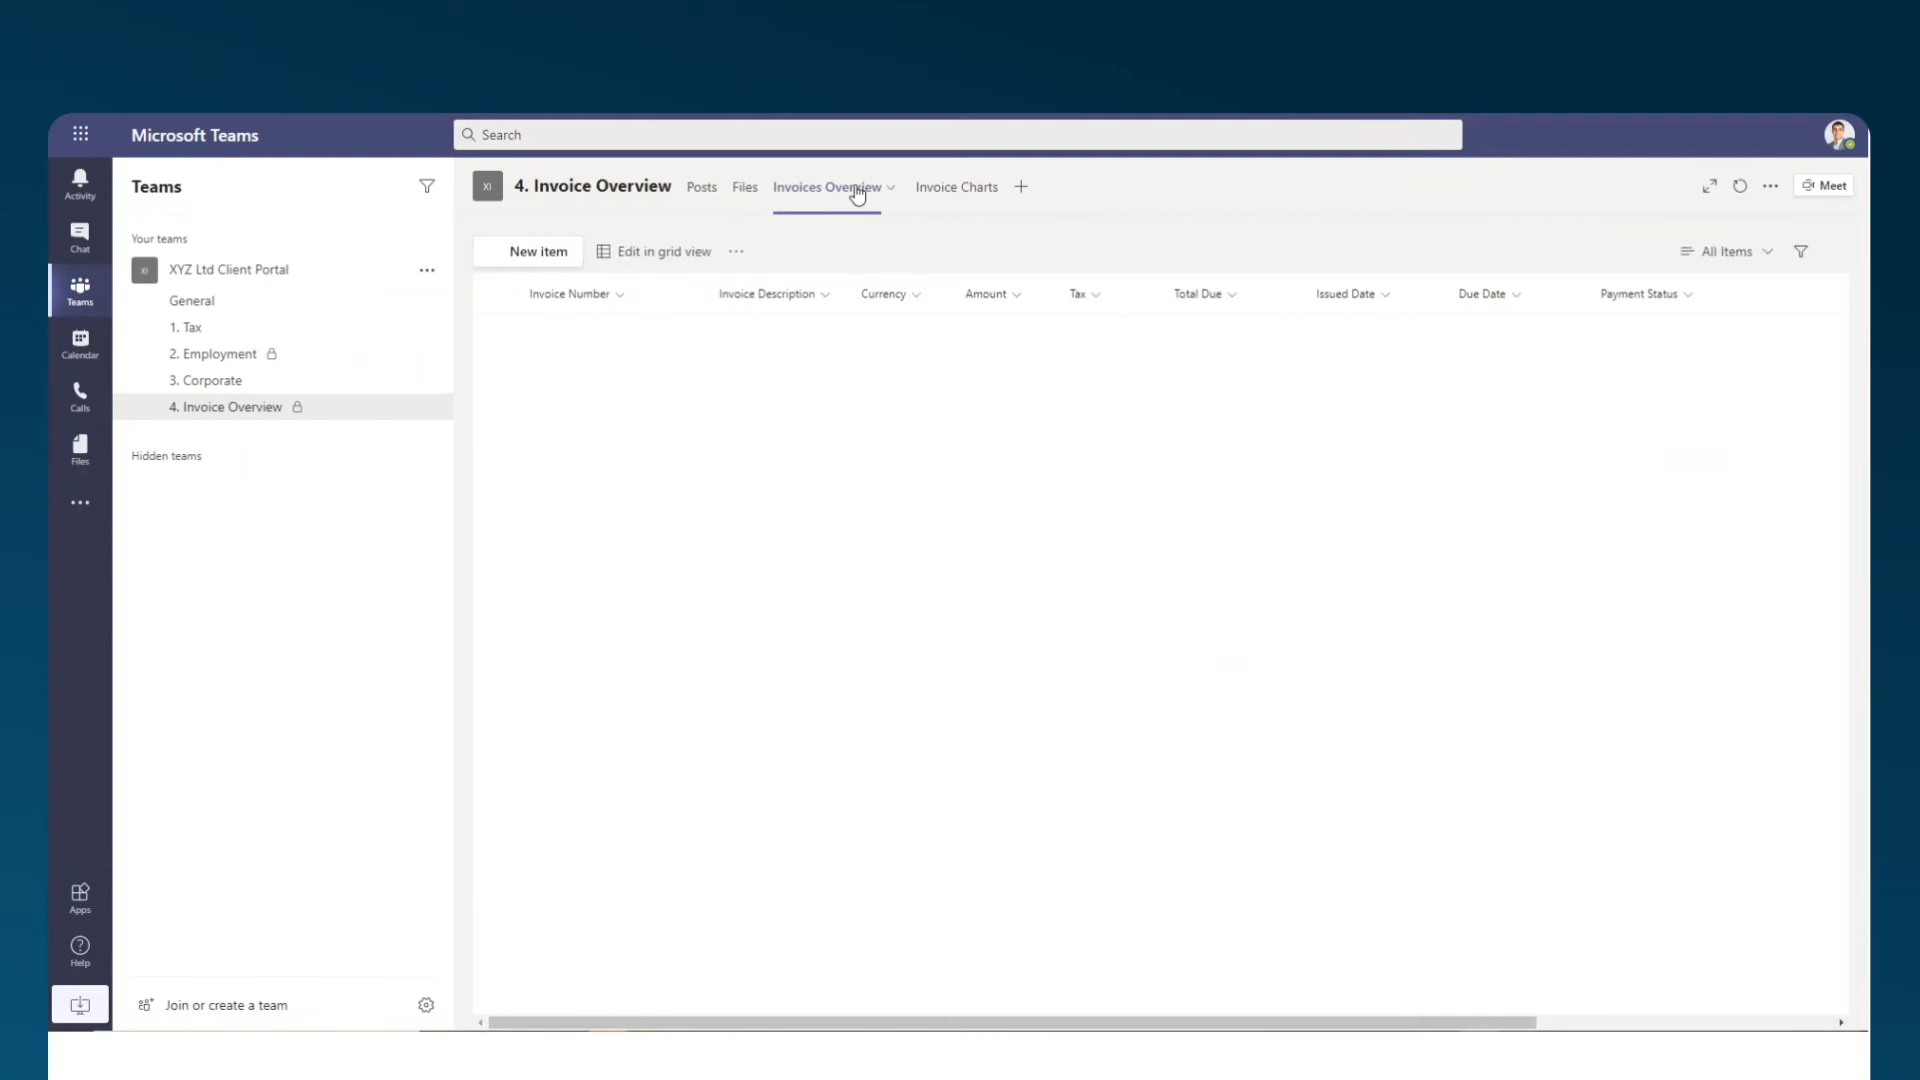 Microsoft Teams
Search
Activity
Chat
Teams
Calendar
Calls
Files
Apps
Help
Teams
Your teams
XI
XYZ Ltd Client Portal
General
1. Tax
2. Employment
3. Corporate
4. Invoice Overview
Hidden teams
Join or create a team
XI
4. Invoice Overview
Posts
Files
Invoices Overview
Invoice Charts
Meet
New item
Edit in grid view
All Items
Invoice Number
Invoice Description
Currency
Amount
Tax
Total Due
Issued Date
Due Date
Payment Status